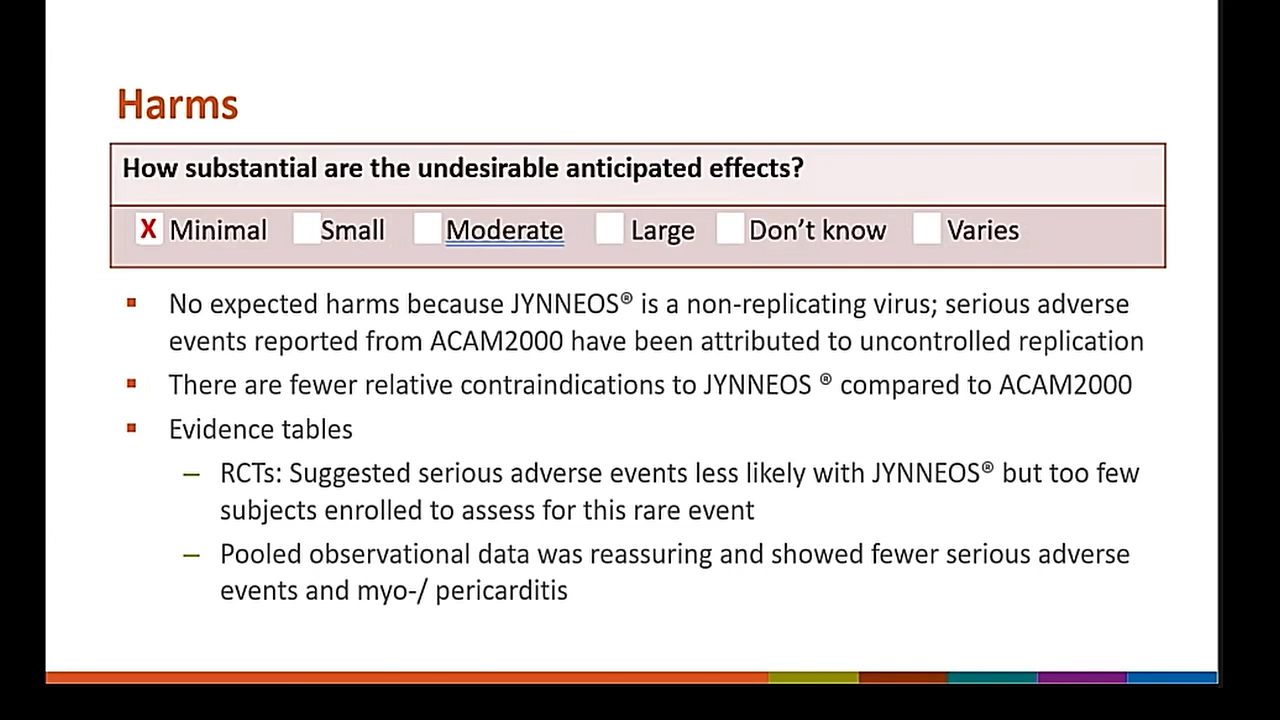 Harms
How substantial are the undesirable anticipated effects?
X Minimal Small Moderate Large Don’t know Varies
▪ No expected harms because JYNNEOS® is a non-replicating virus; serious adverse
events reported from ACAM2000 have been attributed to uncontrolled replication
▪ There are fewer relative contraindications to JYNNEOS ® compared to ACAM2000
▪ Evidence tables
– RCTs: Suggested serious adverse events less likely with JYNNEOS® but too few
subjects enrolled to assess for this rare event
– Pooled observational data was reassuring and showed fewer serious adverse
events and myo-/ pericarditis